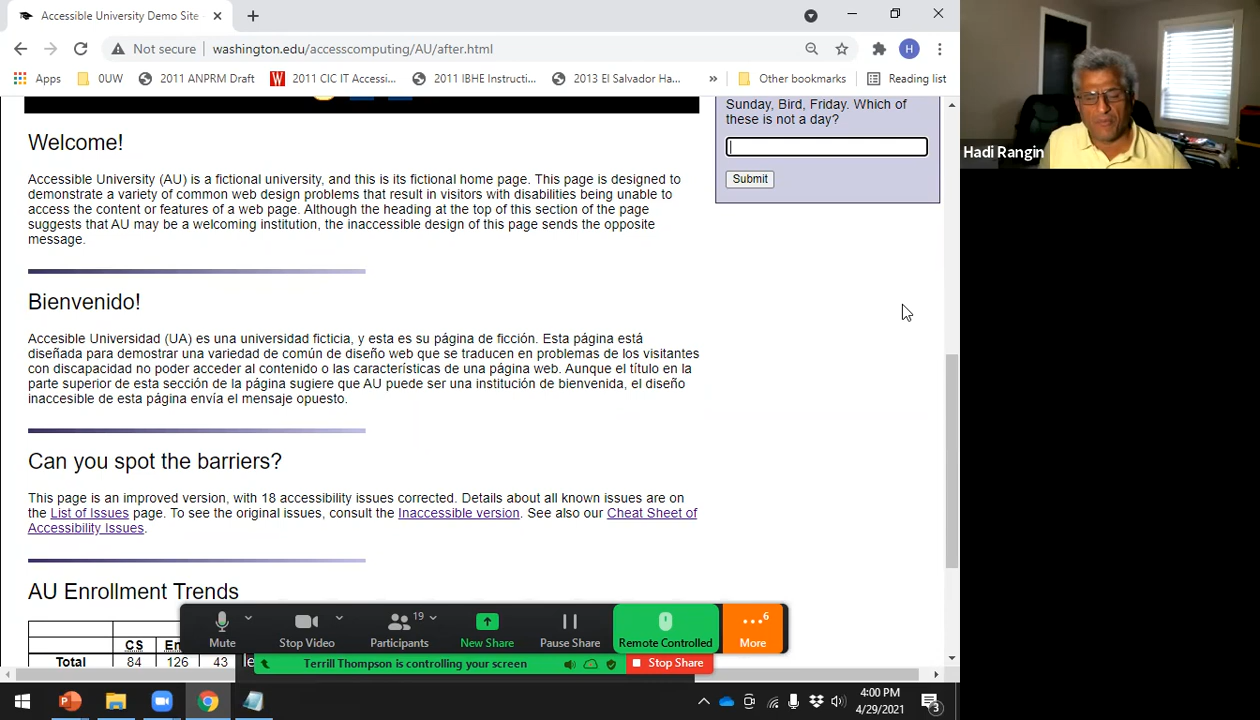 Accessible University Demo Site
Not secure
washington.edu/accesscomputing/AU/after.html
H
Apps
0UW
2011 ANPRM Draft
2011 CIC IT Accessi...
2011 IBHE Instructi...
2013 El Salvador Ha...
»
Other bookmarks
Reading list
Sunday, Bird, Friday. Which of
these is not a day?
Submit
Hadi Rangin
Welcome!
Accessible University (AU) is a fictional university, and this is its fictional home page. This page is designed to
demonstrate a variety of common web design problems that result in visitors with disabilities being unable to
access the content or features of a web page. Although the heading at the top of this section of the page
suggests that AU may be a welcoming institution, the inaccessible design of this page sends the opposite
message.
Bienvenido!
Accesible Universidad (UA) es una universidad ficticia, y esta es su página de ficción. Esta página está
diseñada para demostrar una variedad de común de diseño web que se traducen en problemas de los visitantes
con discapacidad no poder acceder al contenido o las características de una página web. Aunque el título en la
parte superior de esta sección de la página sugiere que AU puede ser una institución de bienvenida, el diseño
inaccesible de esta página envía el mensaje opuesto.
Can you spot the barriers?
This page is an improved version, with 18 accessibility issues corrected. Details about all known issues are on
the List of Issues page. To see the original issues, consult the Inaccessible version. See also our Cheat Sheet of
Accessibility Issues.
AU Enrollment Trends
CS
Total 84 126 43
Mute
Stop Video
19
Participants
New Share
Pause Share
Remote Controlled
6
More
Terrill Thompson is controlling your screen
Stop Share
4:00 PM
4/29/2021
3